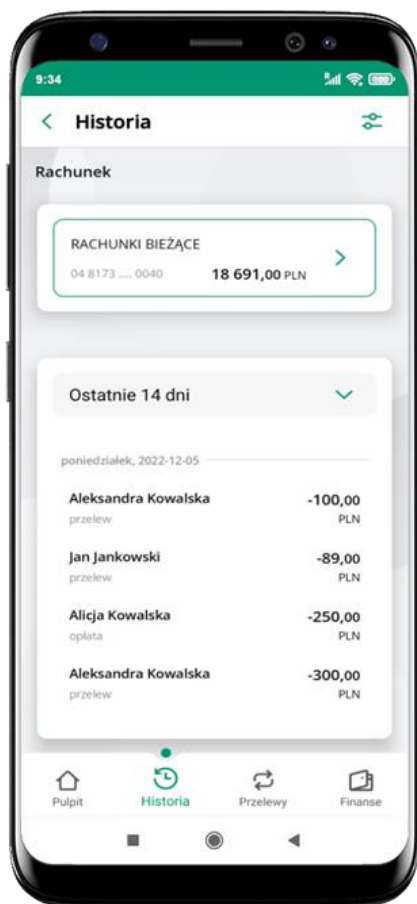 9:34
Historia
Rachunek
RACHUNKI BIEŻĄCE
04 8173 .... 0040 18 691,00 PLN
Ostatnie 14 dni
poniedziałek, 2022-12-05
Aleksandra Kowalska -100,00
przelew PLN
Jan Jankowski -89,00
przelew PLN
Alicja Kowalska -250,00
opłata PLN
Aleksandra Kowalska -300,00
przelew PLN
Pulpit Historia Przelewy Finanse